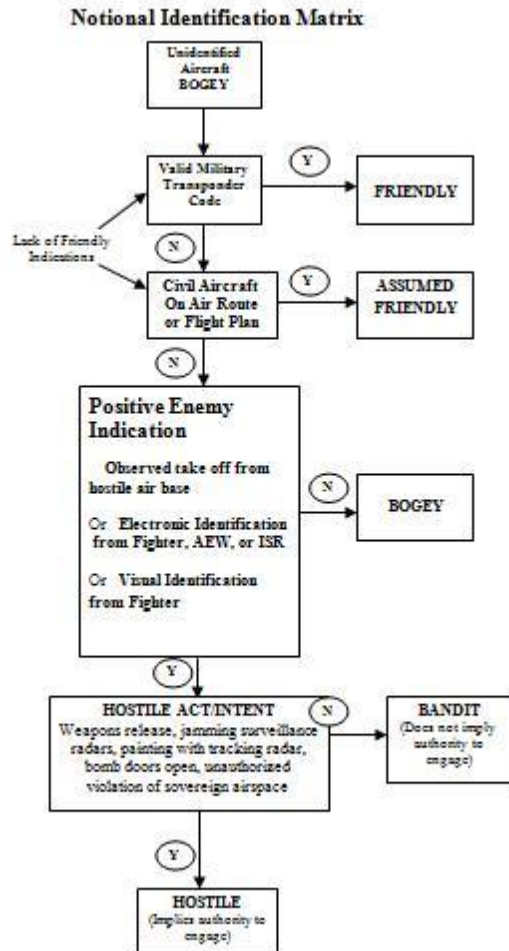 Notional Identification Matrix
Unidentified
Aircraft
BOGEY
Valid Military
Transponder
Code
Y
FRIENDLY
Lack of Friendly
Indications
N
Civil Aircraft
On Air Route
or Flight Plan
Y
ASSUMED
FRIENDLY
N
Positive Enemy
Indication
Observed take off from
hostile air base
Or Electronic Identification
from Fighter, AEW, or ISR
Or Visual Identification
from Fighter
N
BOGEY
Y
HOSTILE ACT/INTENT
Weapons release, jamming surveillance
radars, painting with tracking radar,
bomb doors open, unauthorized
violation of sovereign airspace
N
BANDIT
(Does not imply
authority to
engage)
Y
HOSTILE
(Implies authority to
engage)